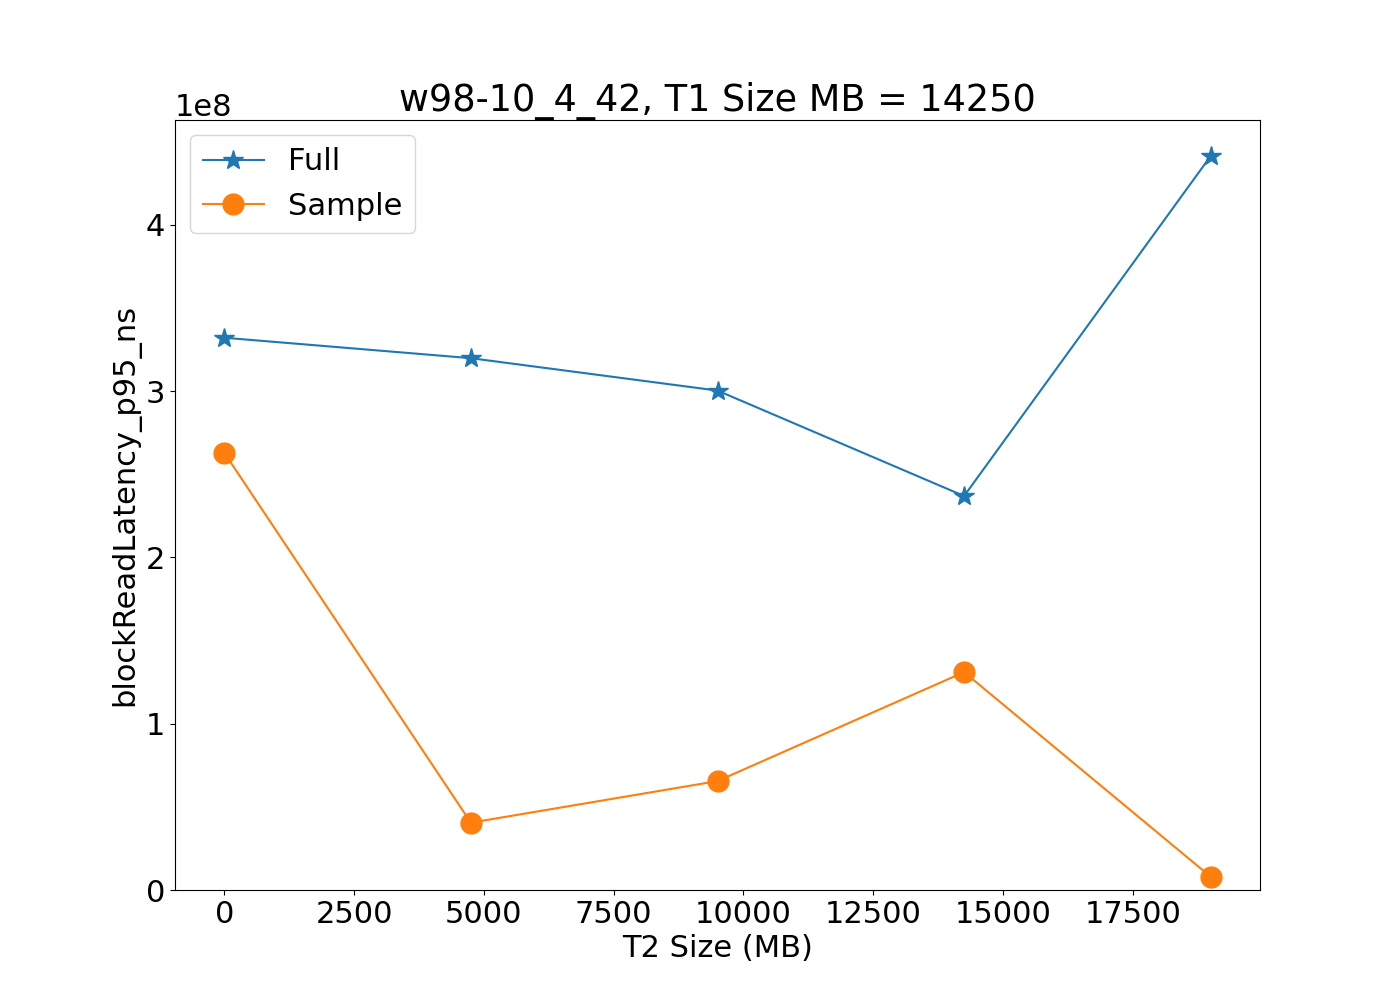 w98-10_4_42, T1 Size MB = 14250
1e8
Full
Sample
4
3
2
1
0
blockReadLatency_p95_ns
0 2500 5000 7500 10000 12500 15000 17500
T2 Size (MB)